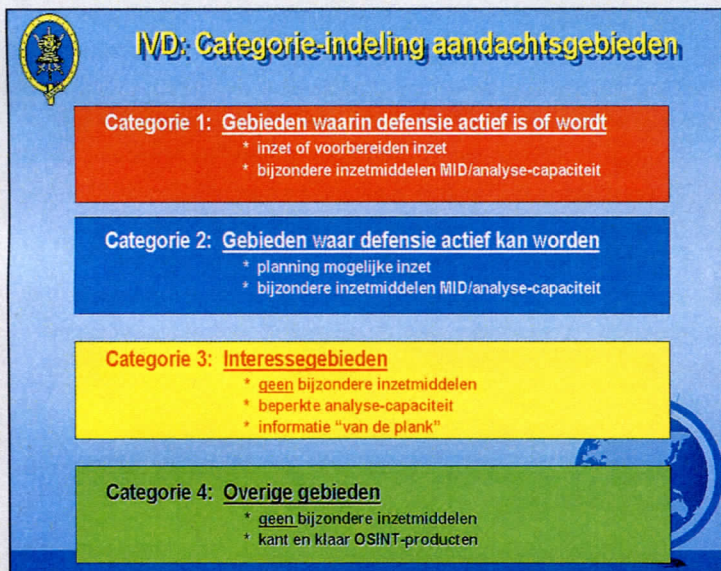 IVD: Categorie-indeling aandachtsgebieden
Categorie 1: Gebieden waarin defensie actief is of wordt
* inzet of voorbereiden inzet
* bijzondere inzetmiddelen MID/analyse-capaciteit
Categorie 2: Gebieden waar defensie actief kan worden
* planning mogelijke inzet
* bijzondere inzetmiddelen MID/analyse-capaciteit
Categorie 3: Interessegebieden
* geen bijzondere inzetmiddelen
* beperkte analyse-capaciteit
* informatie "van de plank"
Categorie 4: Overige gebieden
* geen bijzondere inzetmiddelen
* kant en klaar OSINT-producten